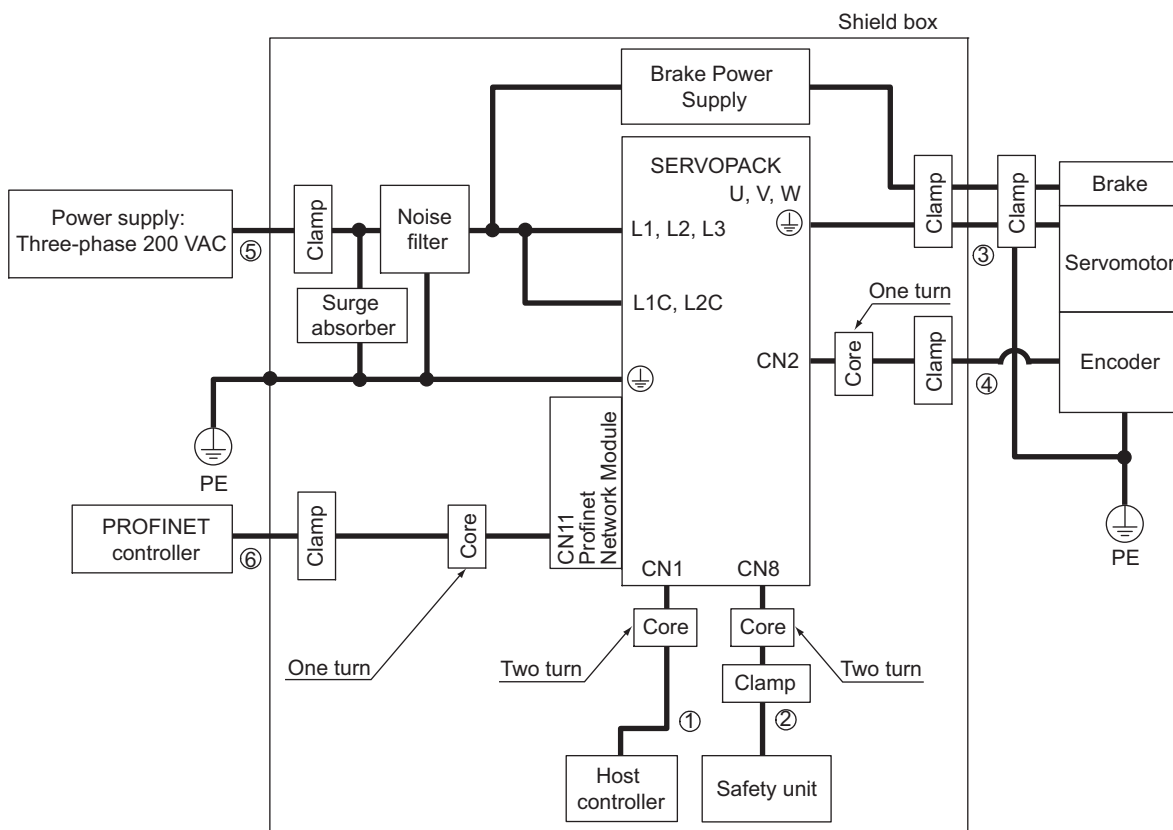 Shield box
Brake Power
Supply
SERVOPACK
U, V, W
Clamp
Clamp
Brake
Power supply:
Three-phase 200 VAC
⑤
Clamp
Noise
filter
L1, L2, L3
③
Servomotor
Surge
absorber
L1C, L2C
One turn
CN2
Core
Clamp
④
Encoder
PE
PROFINET
controller
⑥
Clamp
Core
CN11
Profinet
Network Module
PE
CN1
CN8
Core
Core
One turn
Two turn
Two turn
Clamp
①
②
Host
controller
Safety unit